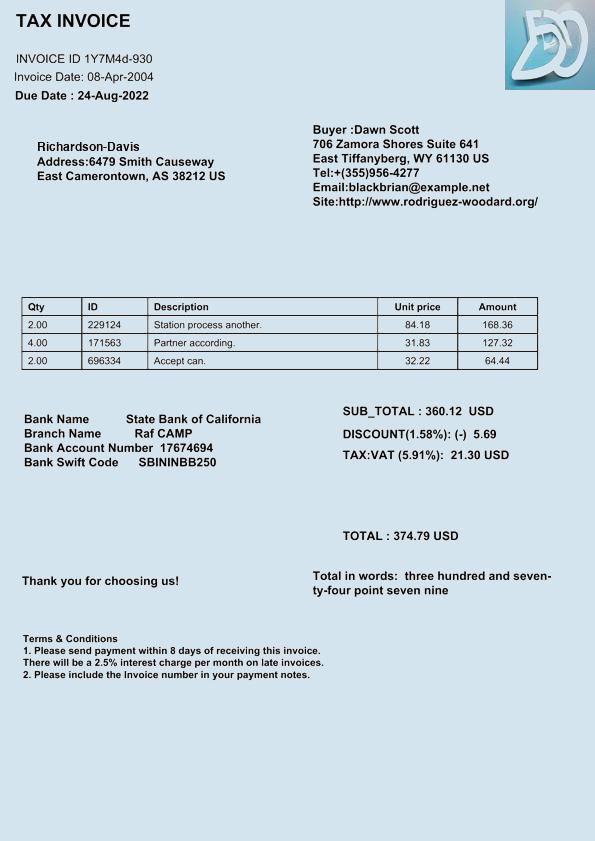 TAX INVOICE
INVOICE ID 1Y7M4d-930
Invoice Date: 08-Apr-2004
Due Date : 24-Aug-2022
Richardson-Davis
Address:6479 Smith Causeway
East Camerontown, AS 38212 US
Buyer :Dawn Scott
706 Zamora Shores Suite 641
East Tiffanyberg, WY 61130 US
Tel:+(355)956-4277
Email:blackbrian@example.net
Site:http://www.rodriguez-woodard.org/
Qty ID Description Unit price Amount
2.00 229124 Station process another. 84.18 168.36
4.00 171563 Partner according. 31.83 127.32
2.00 696334 Accept can. 32.22 64.44
Bank Name State Bank of California
Branch Name Raf CAMP
Bank Account Number 17674694
Bank Swift Code SBININBB250
SUB_TOTAL : 360.12 USD
DISCOUNT(1.58%): (-) 5.69
TAX:VAT (5.91%): 21.30 USD
TOTAL : 374.79 USD
Thank you for choosing us!
Total in words: three hundred and seven-
ty-four point seven nine
Terms & Conditions
1. Please send payment within 8 days of receiving this invoice.
There will be a 2.5% interest charge per month on late invoices.
2. Please include the Invoice number in your payment notes.